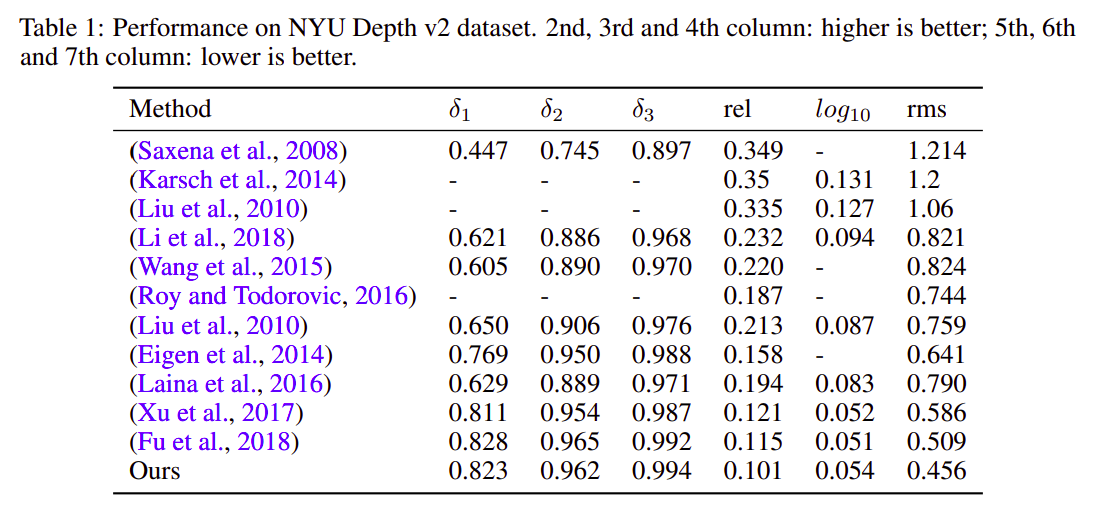 Table 1: Performance on NYU Depth v2 dataset. 2nd, 3rd and 4th column: higher is better; 5th, 6th
and 7th column: lower is better.
Method δ1 δ2 δ3 rel log10 rms
(Saxena et al., 2008) 0.447 0.745 0.897 0.349 - 1.214
(Karsch et al., 2014) - - - 0.35 0.131 1.2
(Liu et al., 2010) - - - 0.335 0.127 1.06
(Li et al., 2018) 0.621 0.886 0.968 0.232 0.094 0.821
(Wang et al., 2015) 0.605 0.890 0.970 0.220 - 0.824
(Roy and Todorovic, 2016) - - - 0.187 - 0.744
(Liu et al., 2010) 0.650 0.906 0.976 0.213 0.087 0.759
(Eigen et al., 2014) 0.769 0.950 0.988 0.158 - 0.641
(Laina et al., 2016) 0.629 0.889 0.971 0.194 0.083 0.790
(Xu et al., 2017) 0.811 0.954 0.987 0.121 0.052 0.586
(Fu et al., 2018) 0.828 0.965 0.992 0.115 0.051 0.509
Ours 0.823 0.962 0.994 0.101 0.054 0.456